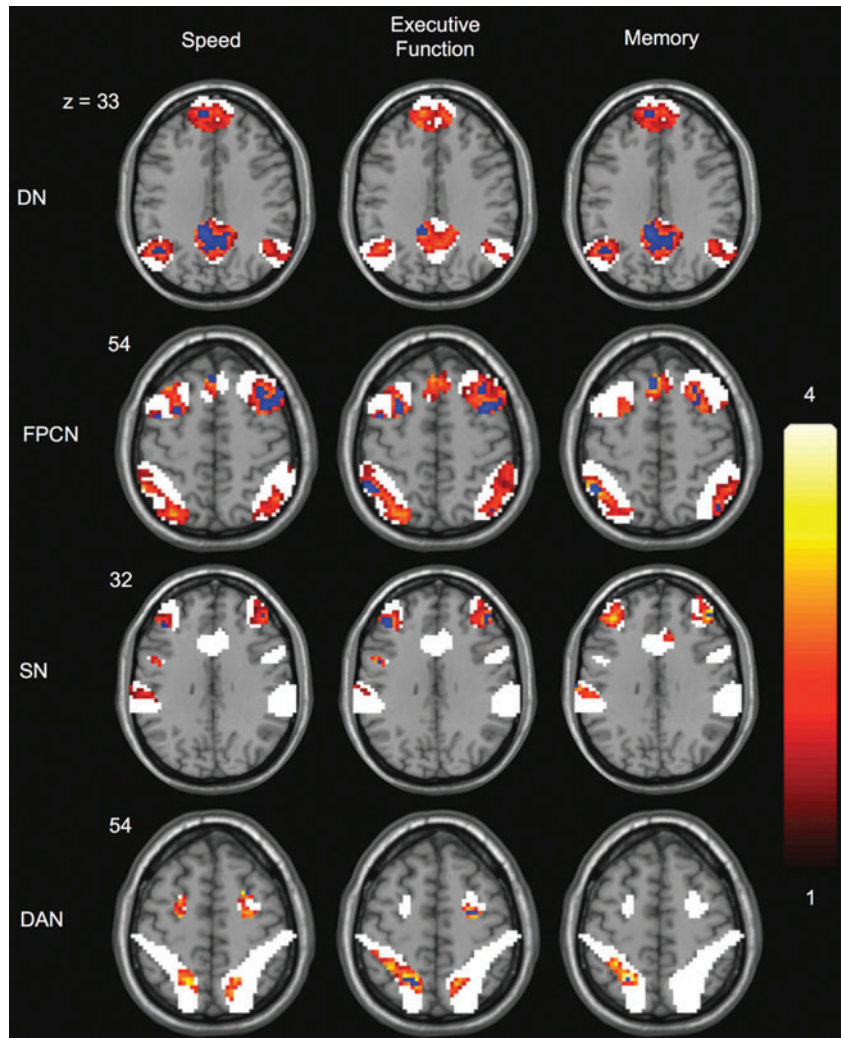 Speed
Executive
Function
Memory
z = 33
DN
54
FPCN
4
32
SN
54
DAN
1